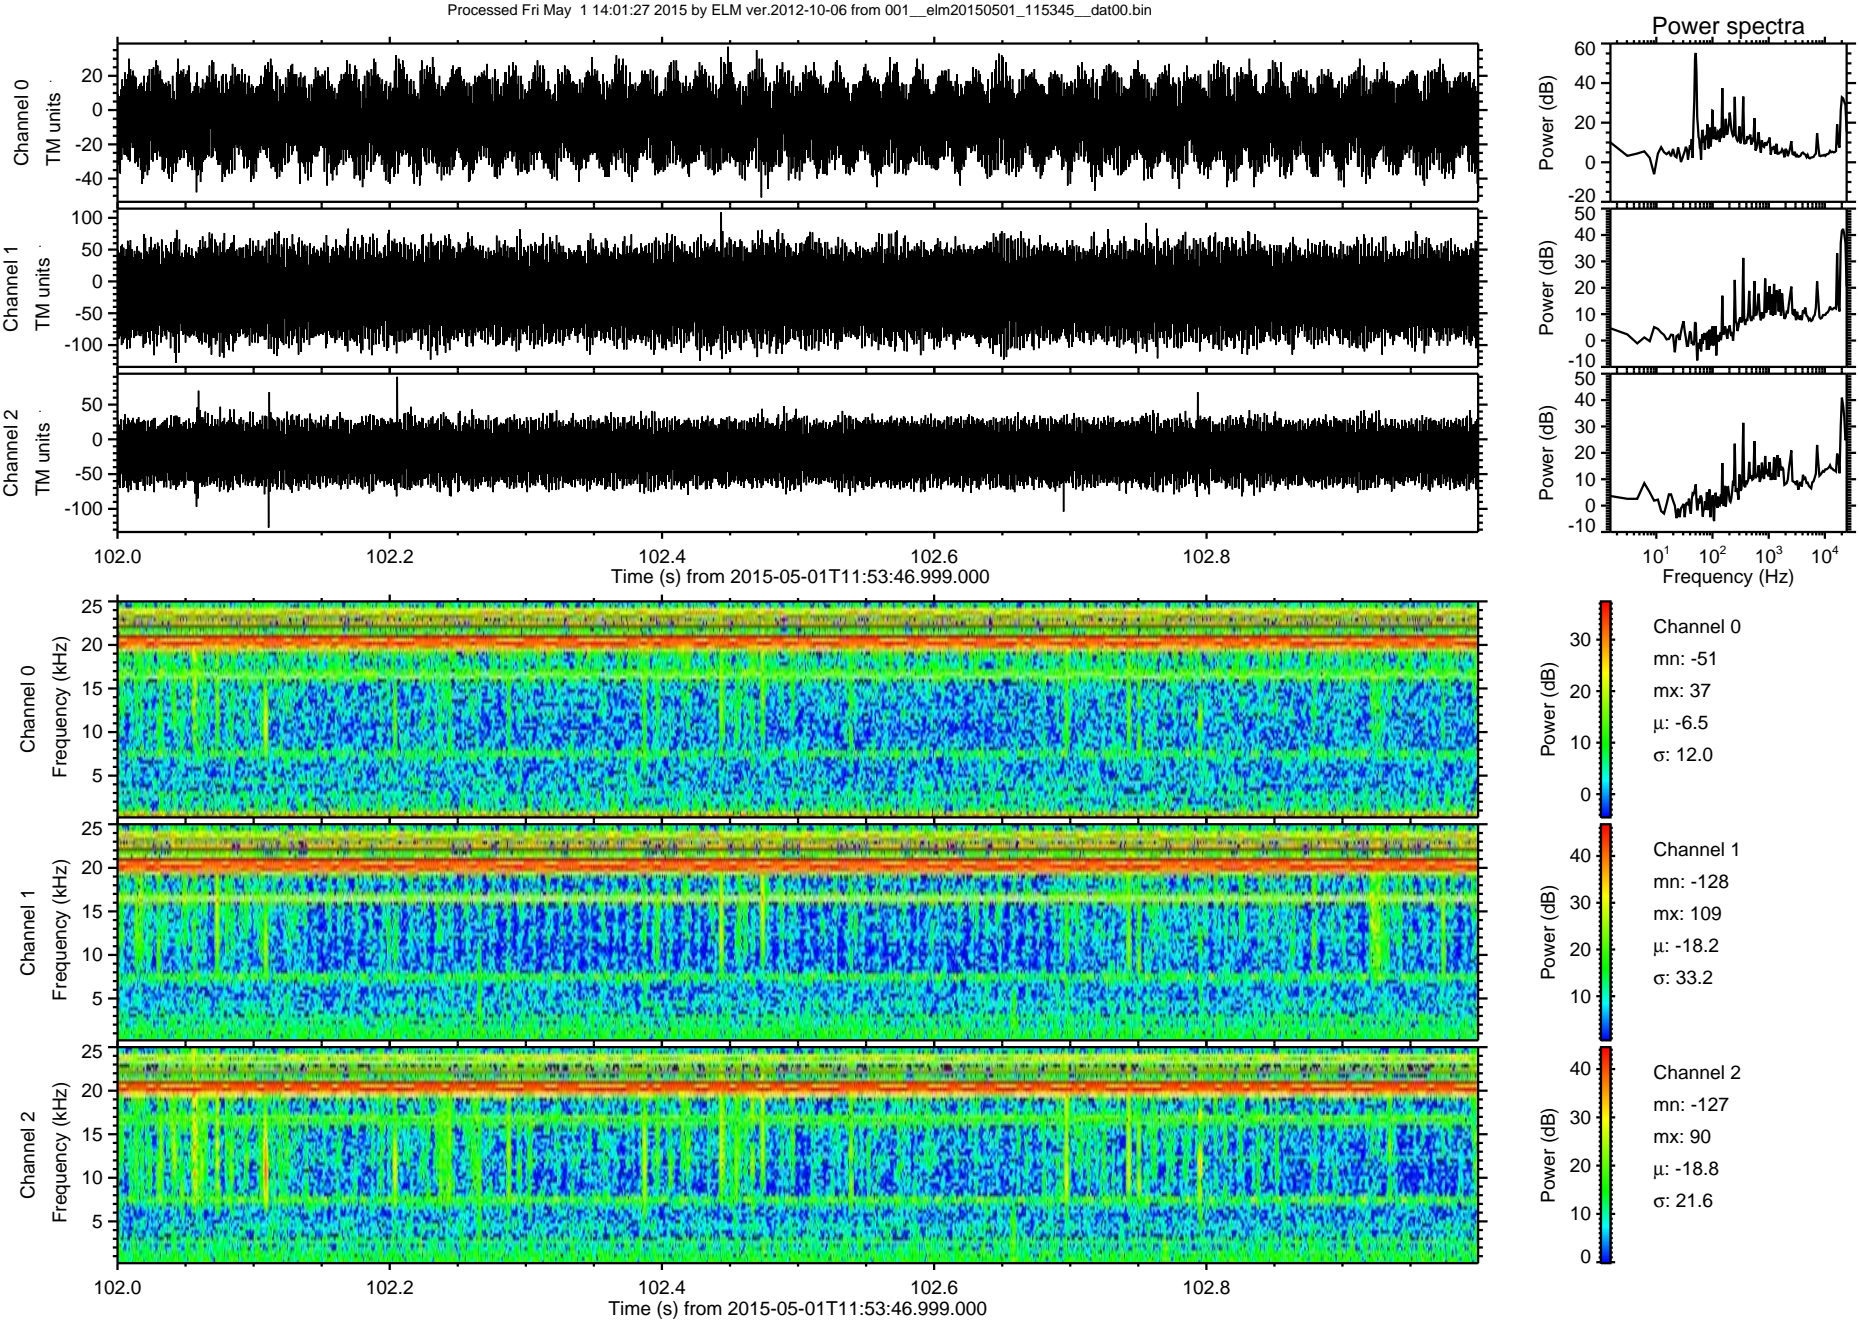 Processed Fri May  1 14:01:27 2015 by ELM ver.2012-10-06 from 001__elm20150501_115345__dat00.bin
Power spectra
Channel 0
TM units
20
0
-20
-40
Power (dB)
60
40
20
0
-20
Channel 1
TM units
100
50
0
-50
-100
Power (dB)
50
40
30
20
10
0
-10
Channel 2
TM units
50
0
-50
-100
Power (dB)
50
40
30
20
10
0
-10
102.0 102.2 102.4 102.6 102.8
Time (s) from 2015-05-01T11:53:46.999.000
10^1 10^2 10^3 10^4
Frequency (Hz)
Channel 0
Frequency (kHz)
25
20
15
10
5
Power (dB)
30
20
10
0
Channel 0
mn: -51
mx: 37
μ: -6.5
σ: 12.0
Channel 1
Frequency (kHz)
25
20
15
10
5
Power (dB)
40
30
20
10
Channel 1
mn: -128
mx: 109
μ: -18.2
σ: 33.2
Channel 2
Frequency (kHz)
25
20
15
10
5
Power (dB)
40
30
20
10
0
Channel 2
mn: -127
mx: 90
μ: -18.8
σ: 21.6
102.0 102.2 102.4 102.6 102.8
Time (s) from 2015-05-01T11:53:46.999.000